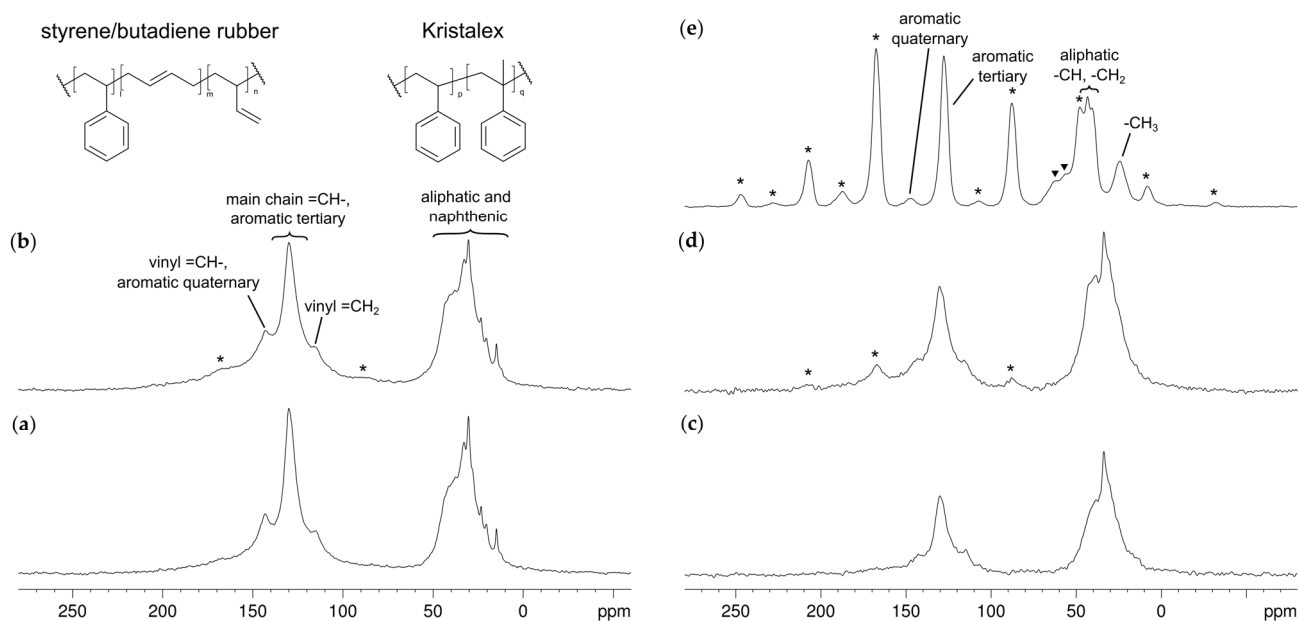 styrene/butadiene rubber
l
m
n
Kristalex
p
q
(b)
vinyl =CH-,
aromatic quaternary
*
main chain =CH-,
aromatic tertiary
vinyl =CH₂
*
aliphatic and
naphthenic
(a)
250 200 150 100 50 0 ppm
(e)
*
*
*
*
*
aromatic
quaternary
aromatic
tertiary
*
*
aliphatic
-CH, -CH₂
*
▼
▼
-CH₃
*
*
(d)
*
*
*
(c)
250 200 150 100 50 0 ppm